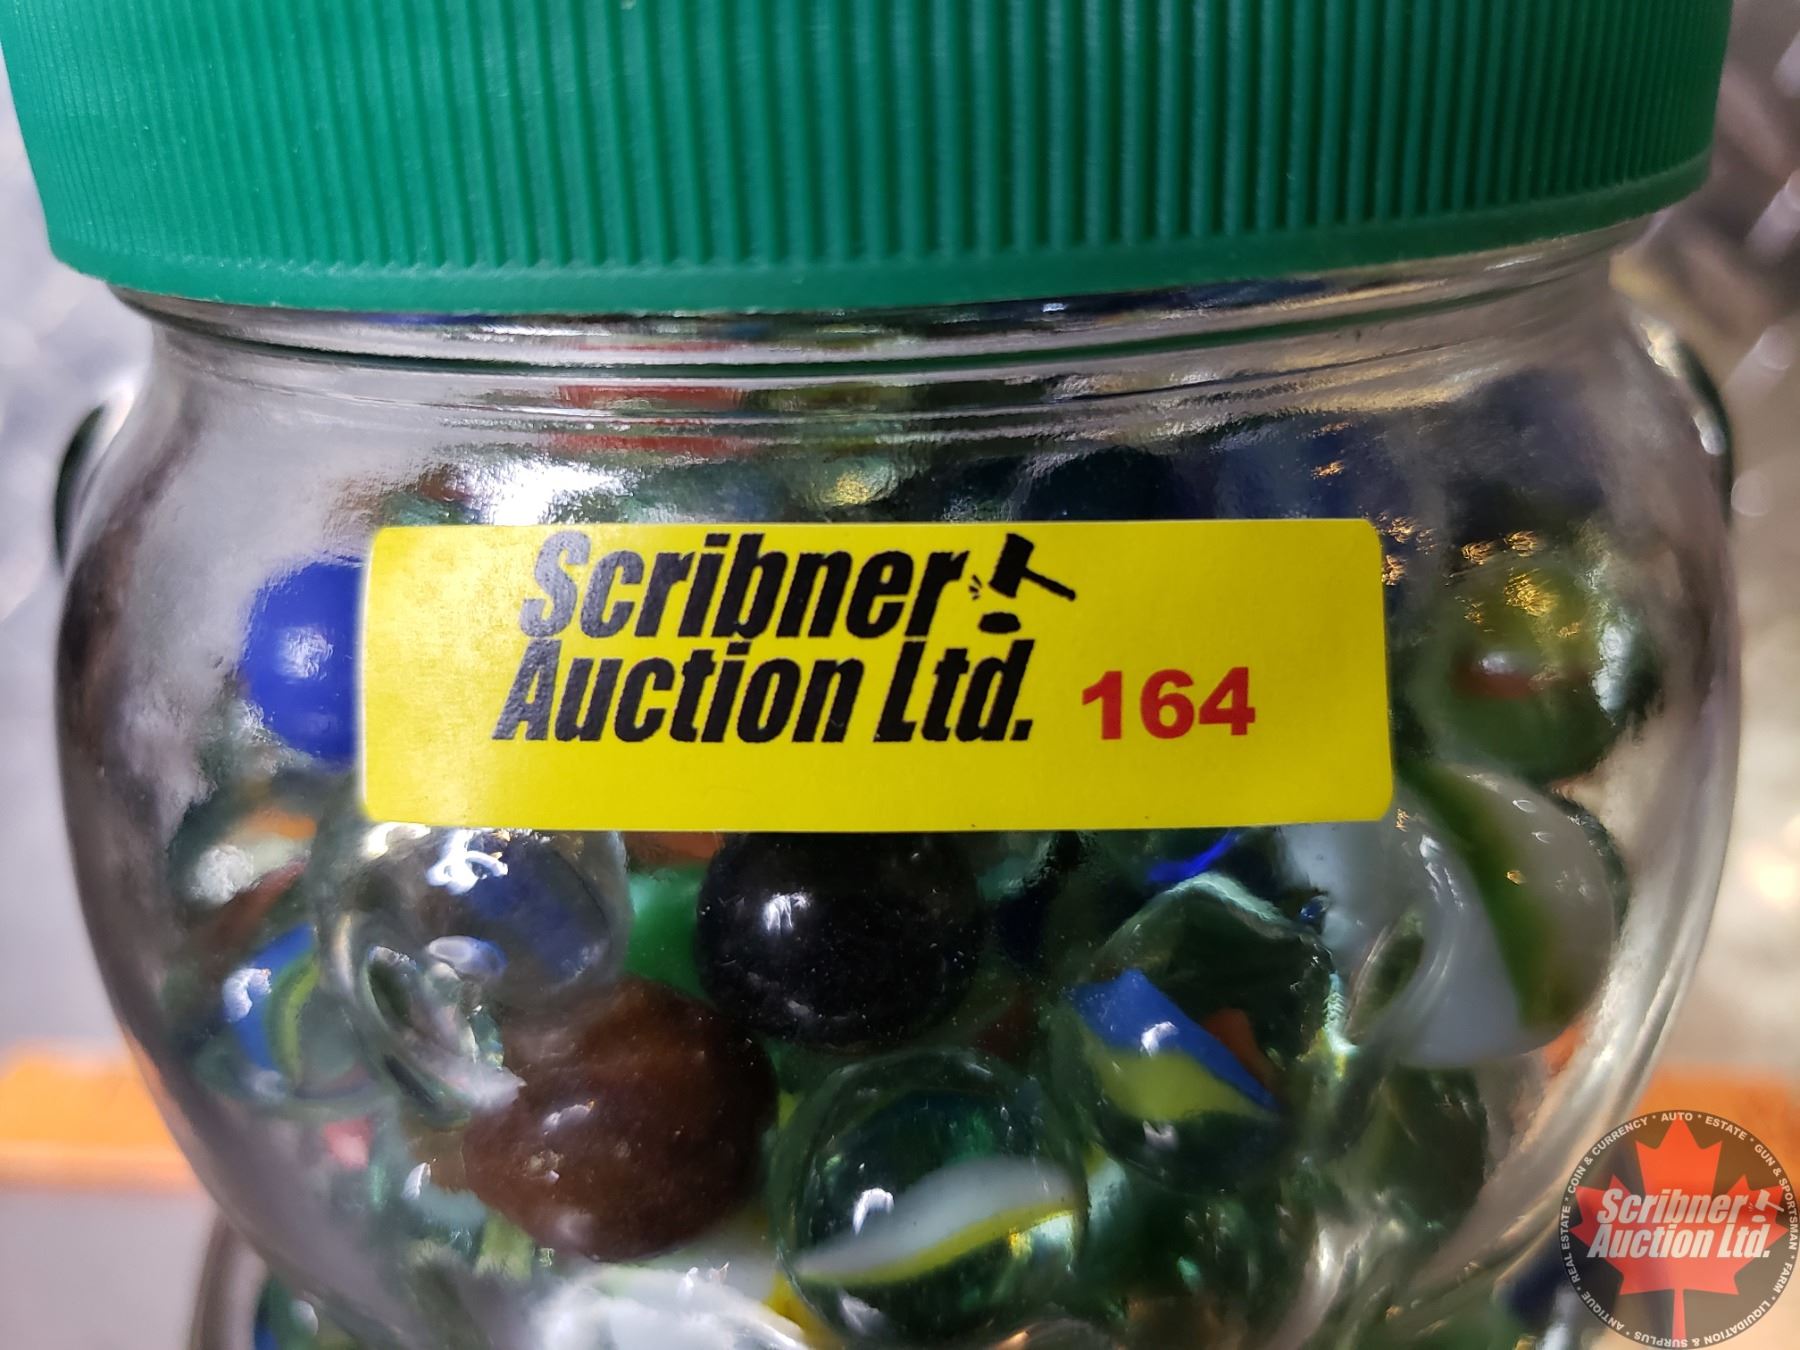 Scribner
Auction Ltd. 164
COIN & CURRENCY • AUTO • ESTATE • GUN & SPORTSMAN • FARM • LIQUIDATION & SURPLUS • ANTIQUE • REAL ESTATE •
Scribner
Auction Ltd.